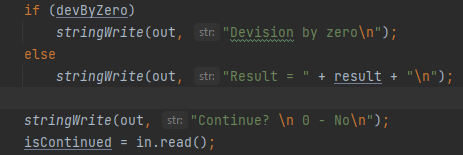 if (devByZero)
stringWrite(out, str: "Devision by zero\n");
else
stringWrite(out, str: "Result = " + result + "\n");
stringWrite(out, str: "Continue? \n 0 - No\n");
isContinued = in.read();